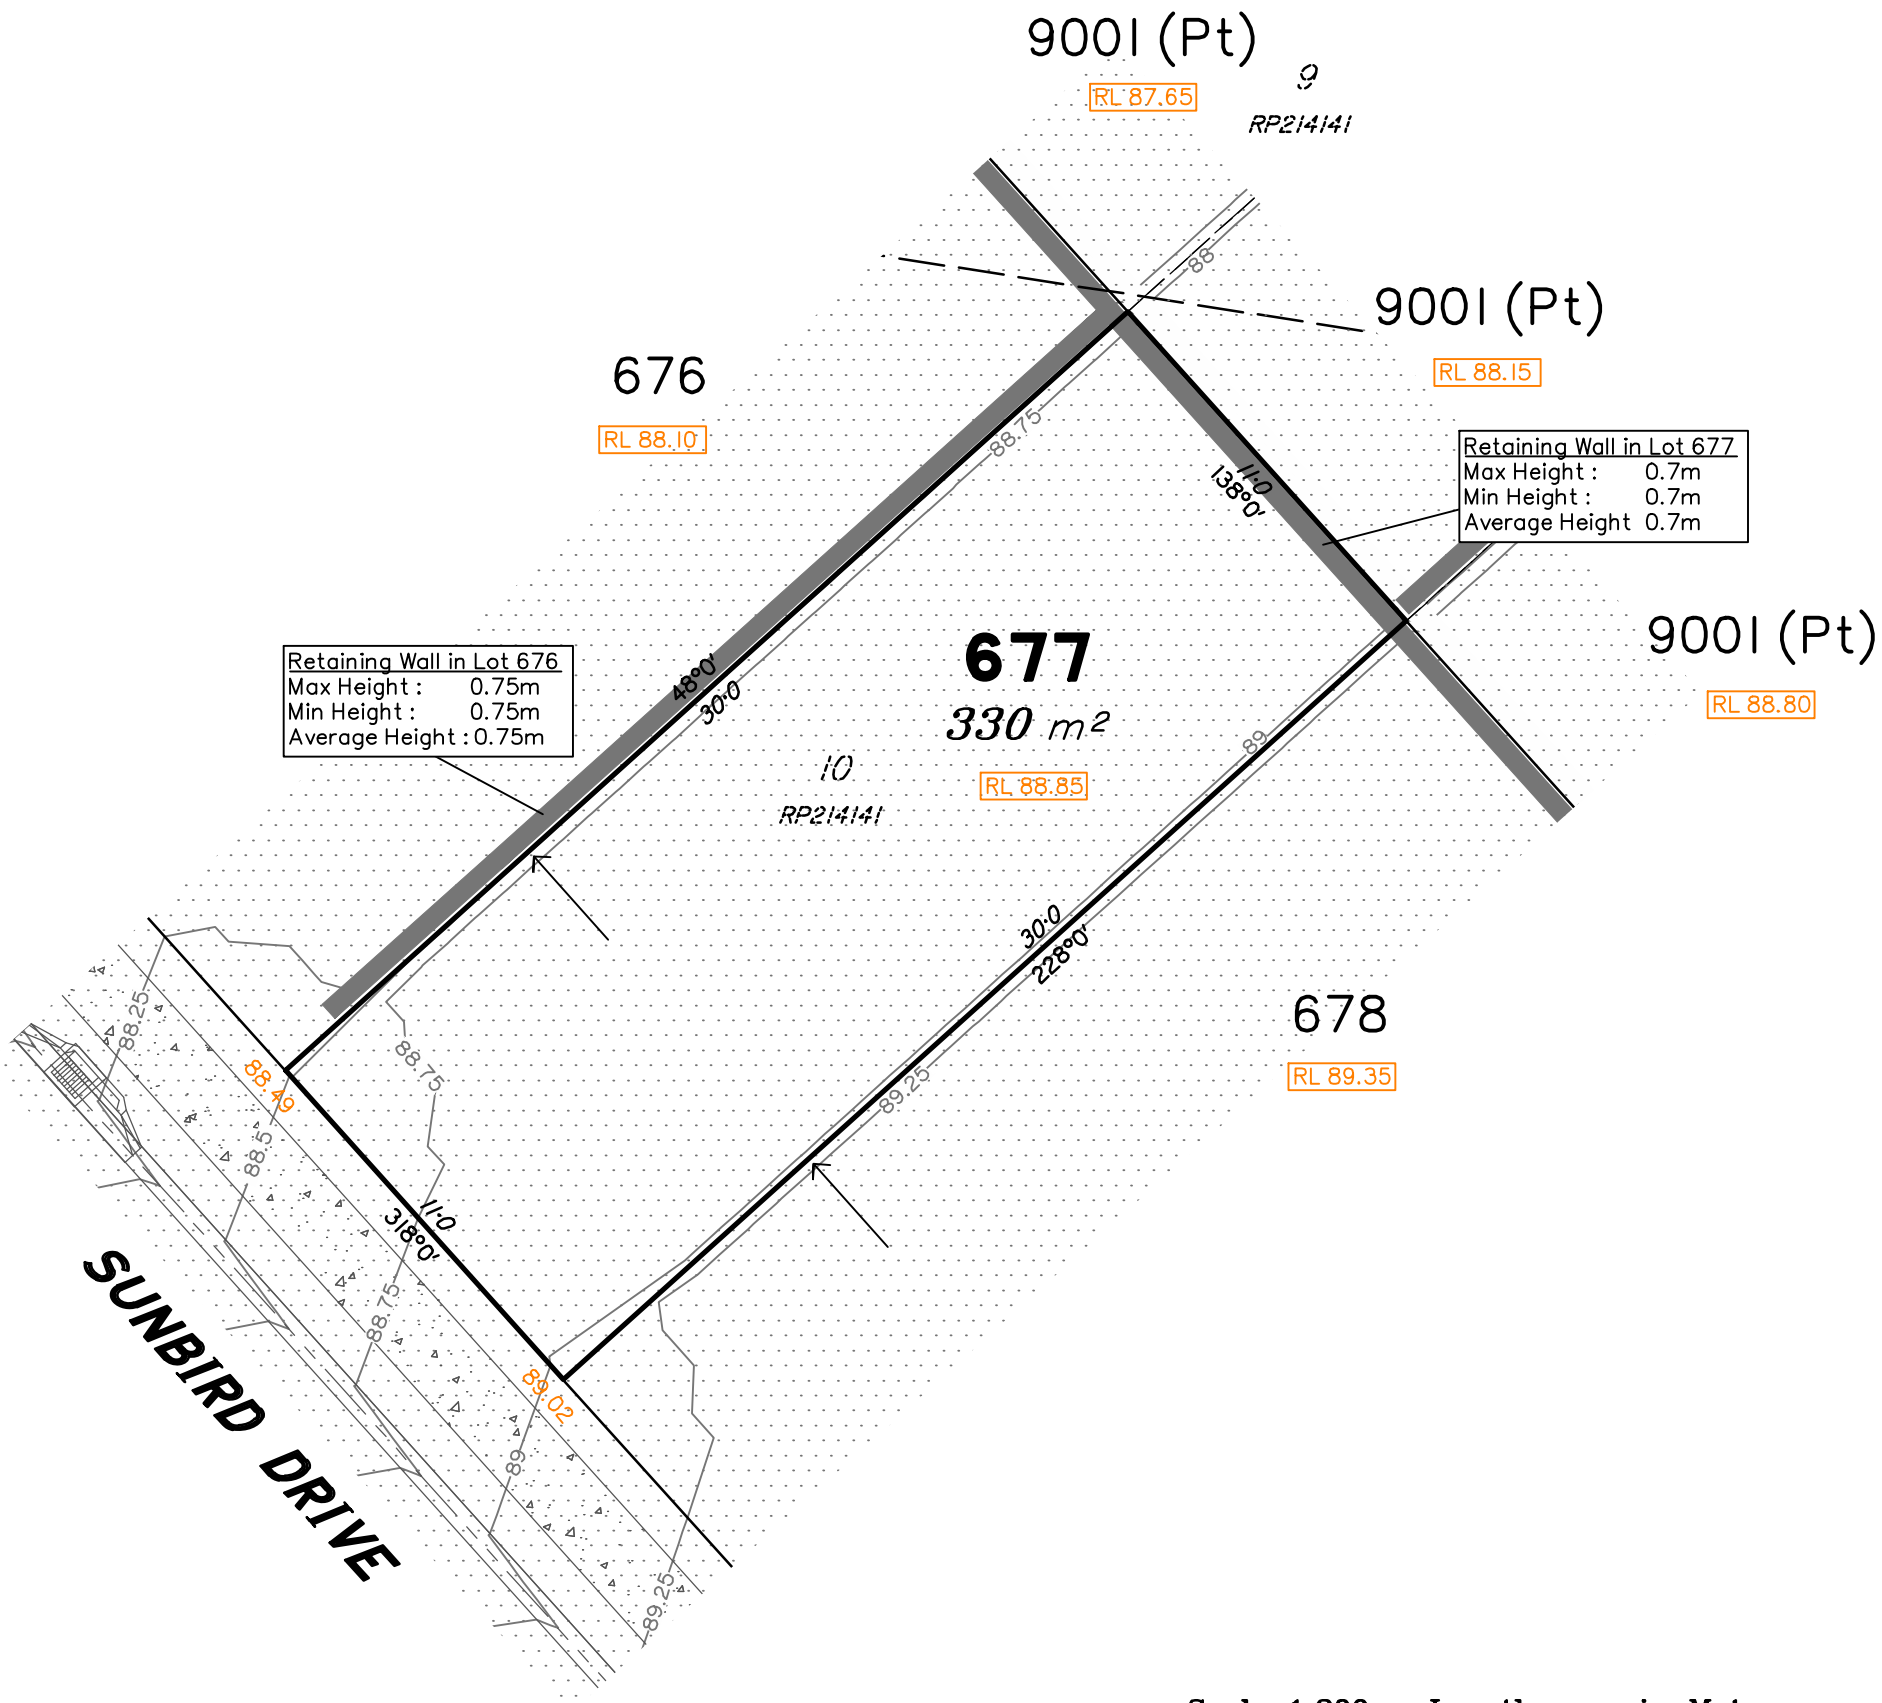 9001 (Pt)
RL 87.65
9
RP214141
88
9001 (Pt)
RL 88.15
676
RL 88.10
88.75
11·0
138°0'
Retaining Wall in Lot 677
Max Height : 0.7m
Min Height : 0.7m
Average Height 0.7m
9001 (Pt)
RL 88.80
Retaining Wall in Lot 676
Max Height : 0.75m
Min Height : 0.75m
Average Height : 0.75m
48°0'
30·0
677
330 m²
RL 88.85
10
RP214141
89
30·0
228°0'
678
RL 89.35
88.25
88.49
88.75
89.25
88.5
11·0
318°0'
88.75
89.02
89
89.25
SUNBIRD DRIVE